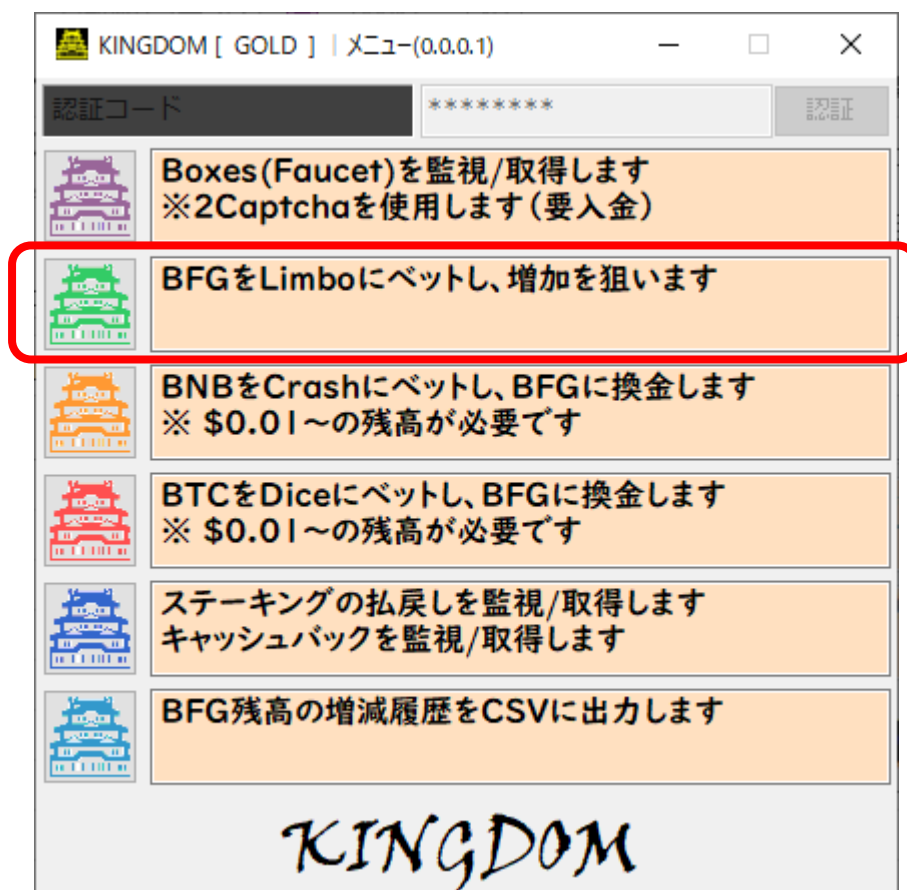 KINGDOM [ GOLD ] | メニュー(0.0.0.1)
認証コード ******** 認証
Boxes(Faucet)を監視/取得します
※2Captchaを使用します(要入金)
BFGをLimboにベットし、増加を狙います
BNBをCrashにベットし、BFGに換金します
※ $0.01～の残高が必要です
BTCをDiceにベットし、BFGに換金します
※ $0.01～の残高が必要です
ステーキングの払戻しを監視/取得します
キャッシュバックを監視/取得します
BFG残高の増減履歴をCSVに出力します
KINGDOM